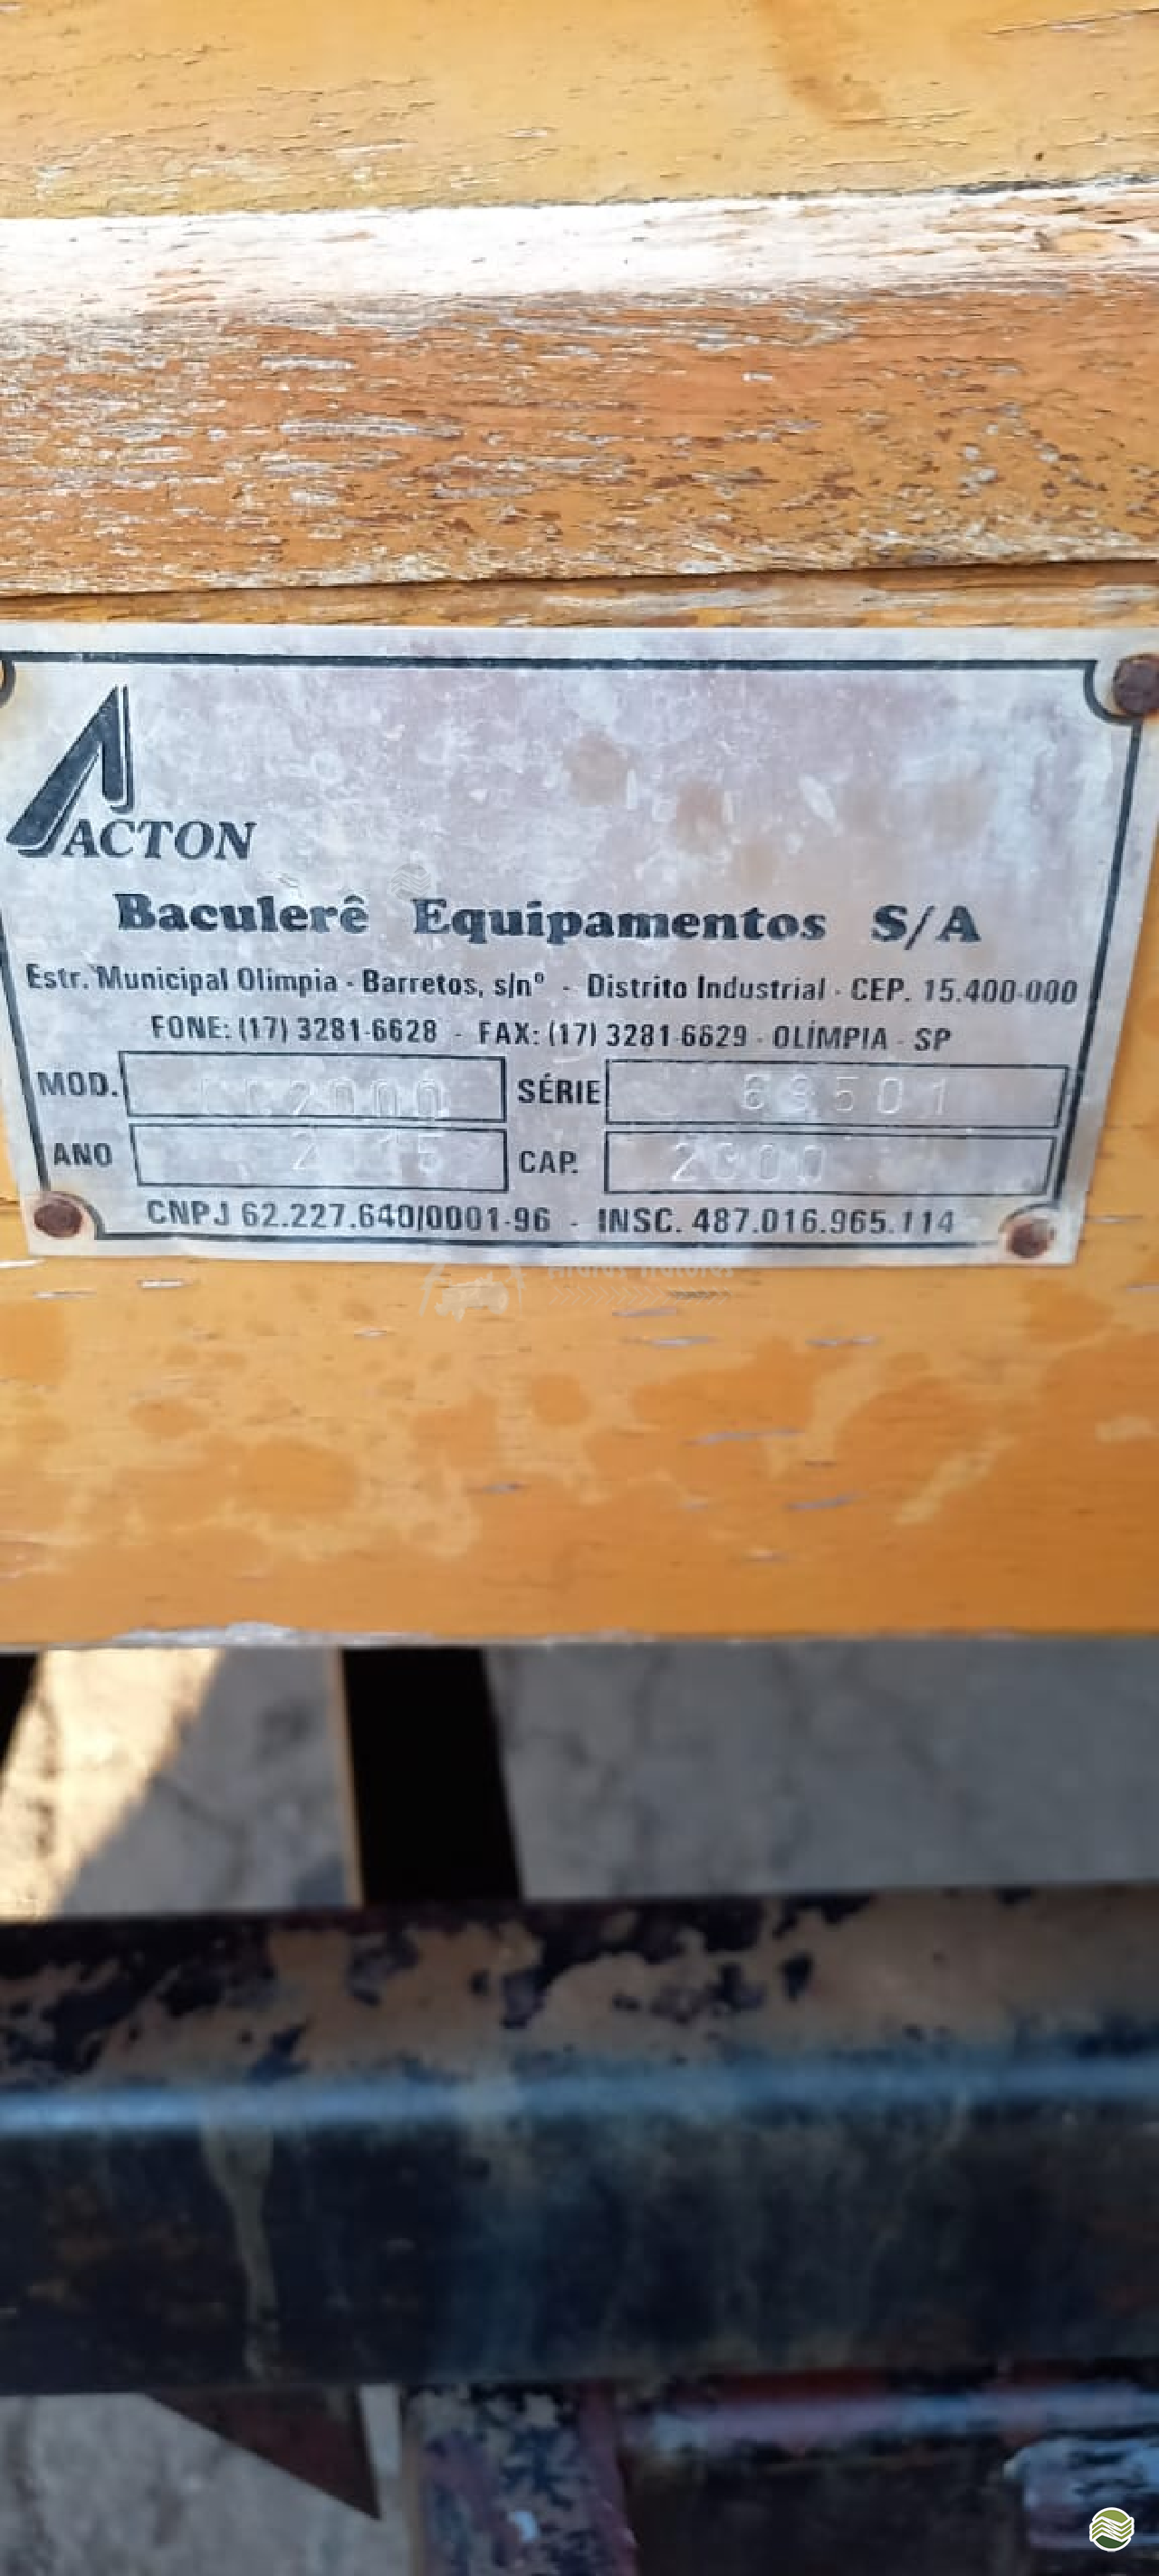 ACTON
Baculerê Equipamentos S/A
Estr. Municipal Olimpia - Barretos, s/nº - Distrito Industrial - CEP. 15.400-000
FONE: (17) 3281-6628 - FAX: (17) 3281-6629 - OLÍMPIA - SP
MOD. SÉRIE 69501
ANO CAP. 2000
CNPJ 62.227.640/0001-96 - INSC. 487.016.965.114